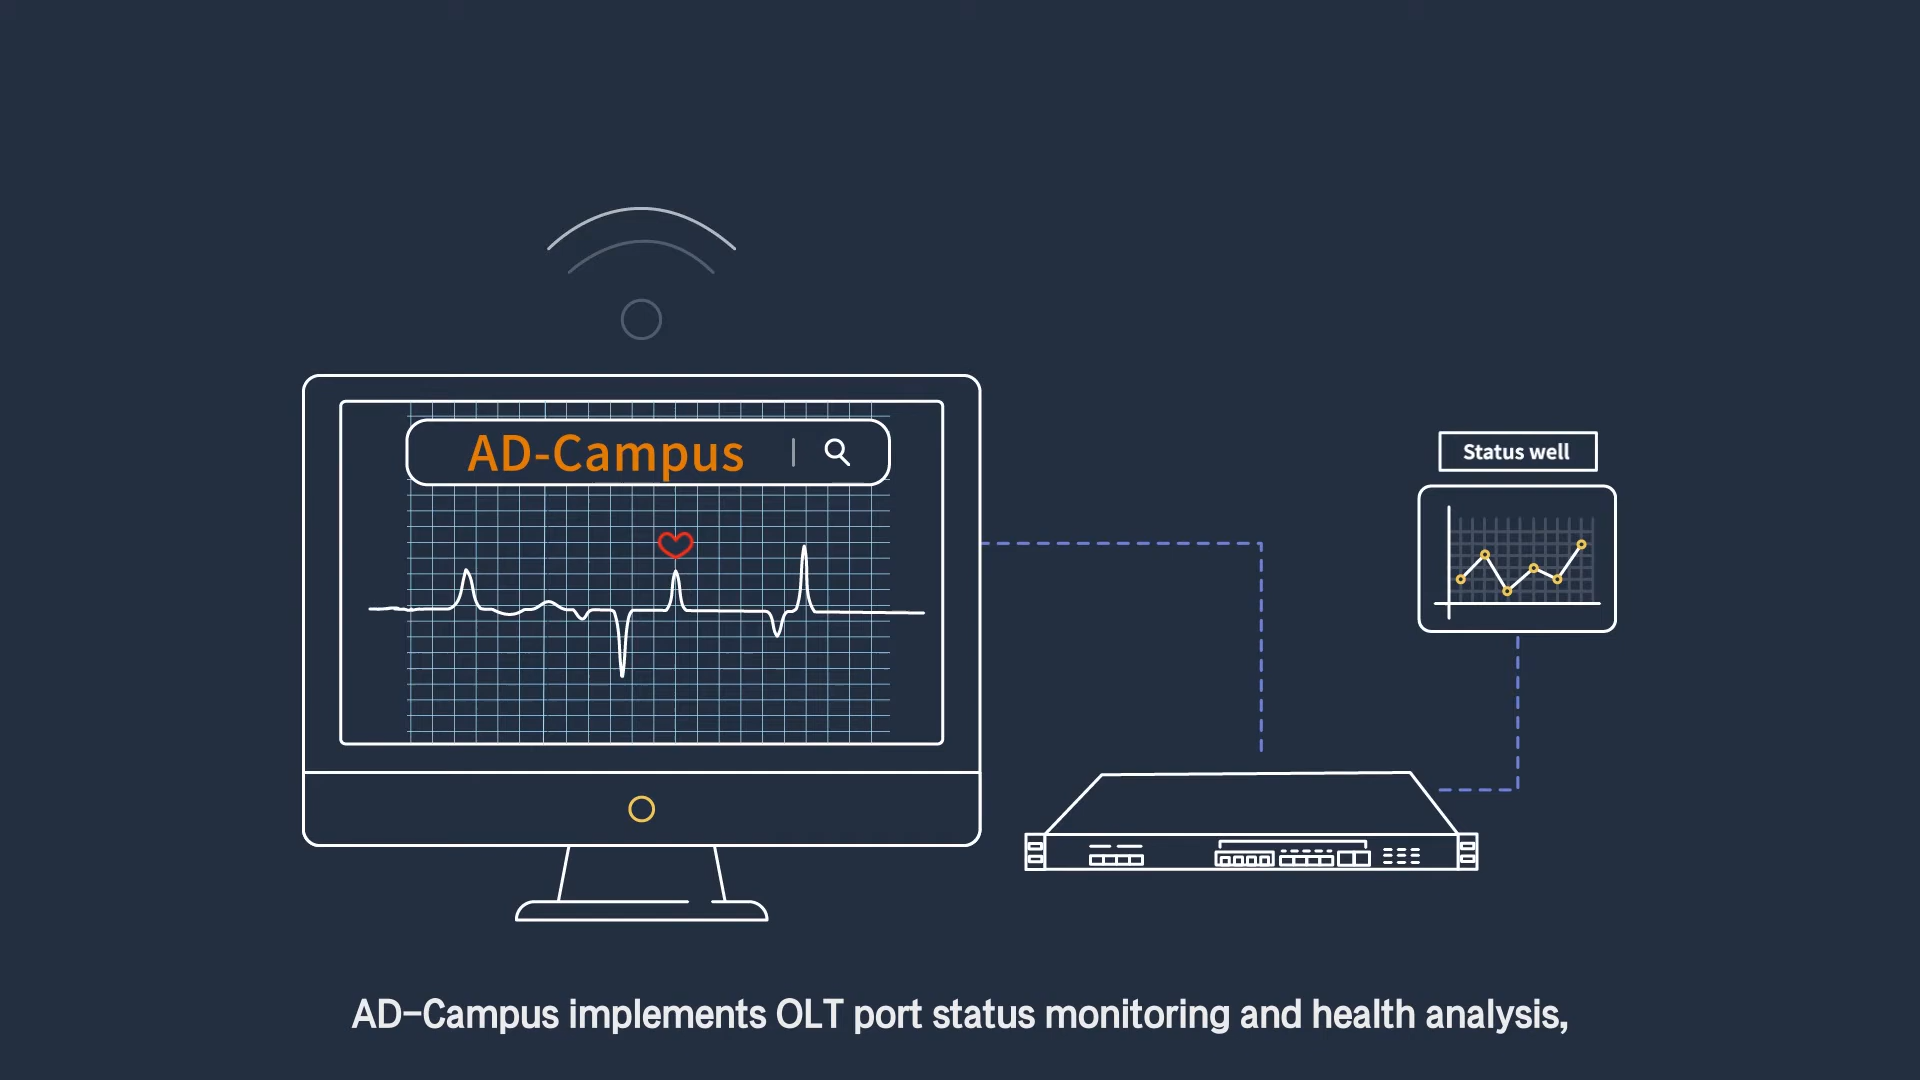 AD-Campus
Status well
AD-Campus implements OLT port status monitoring and health analysis,